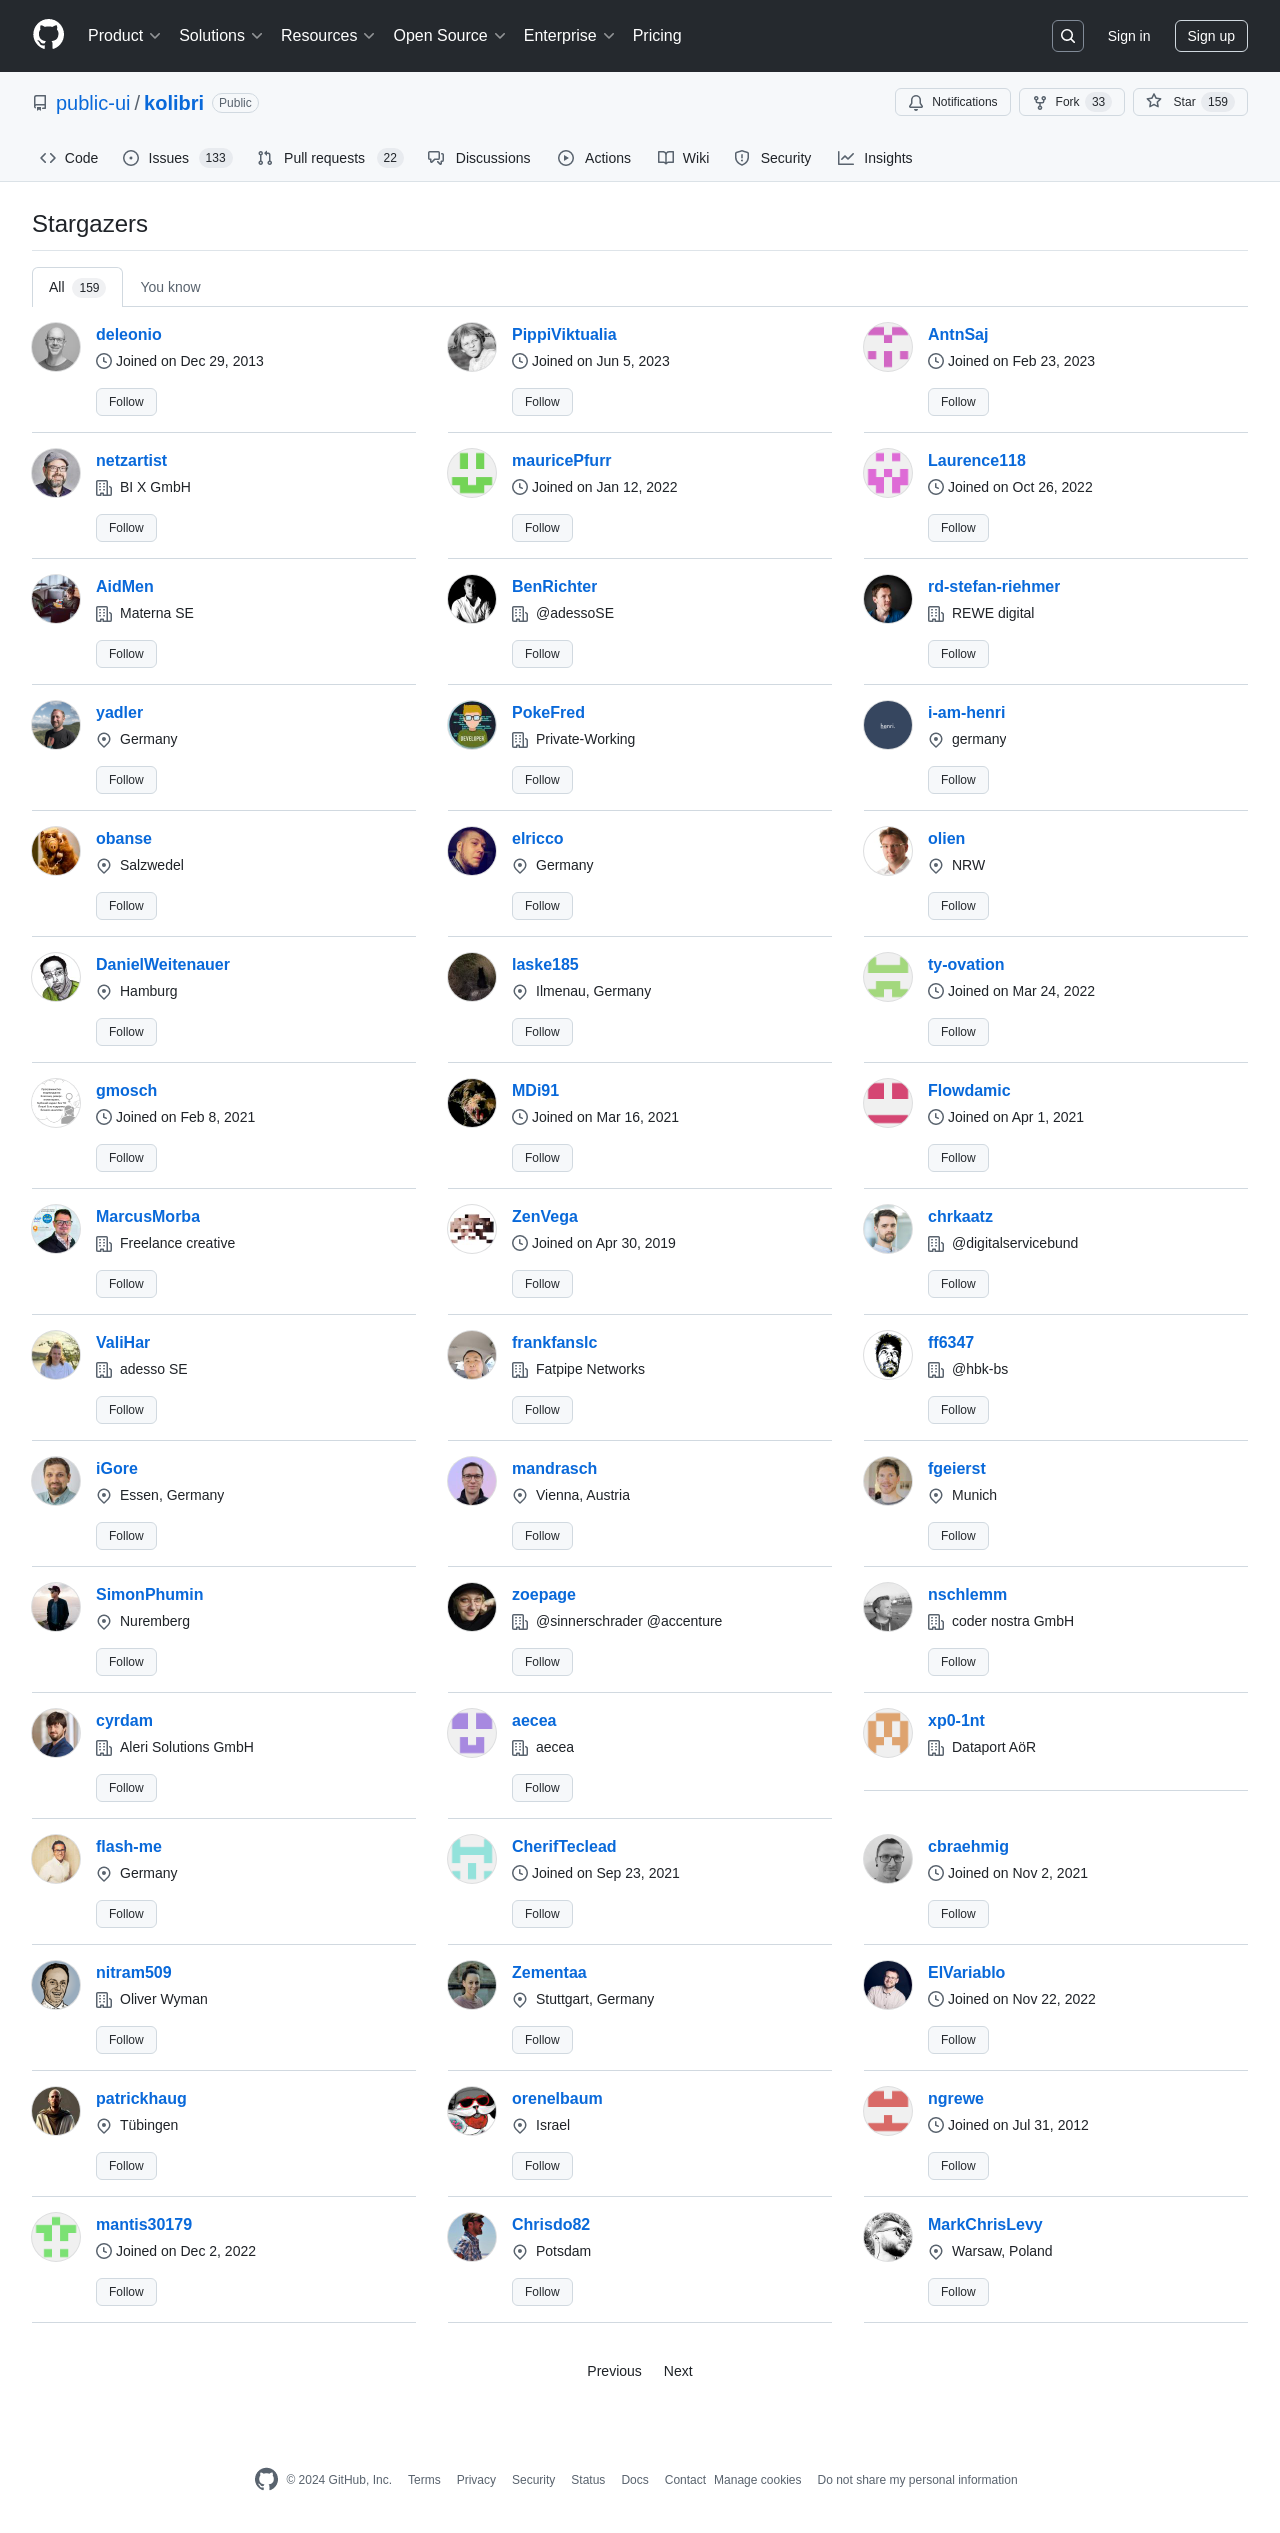 Product Solutions Resources Open Source Enterprise Pricing Sign in Sign up
public-ui / kolibri Public Notifications Fork 33 Star 159
Code Issues 133 Pull requests 22 Discussions Actions Wiki Security Insights
Stargazers
All 159 You know
deleonio PippiViktualia AntnSaj
Joined on Dec 29, 2013 Joined on Jun 5, 2023 Joined on Feb 23, 2023
Follow Follow Follow
netzartist mauricePfurr Laurence118
BI X GmbH Joined on Jan 12, 2022 Joined on Oct 26, 2022
Follow Follow Follow
AidMen BenRichter rd-stefan-riehmer
Materna SE @adessoSE REWE digital
Follow Follow Follow
yadler PokeFred i-am-henri
Germany Private-Working germany
Follow Follow Follow
obanse elricco olien
Salzwedel Germany NRW
Follow Follow Follow
DanielWeitenauer laske185 ty-ovation
Hamburg Ilmenau, Germany Joined on Mar 24, 2022
Follow Follow Follow
gmosch MDi91 Flowdamic
Joined on Feb 8, 2021 Joined on Mar 16, 2021 Joined on Apr 1, 2021
Follow Follow Follow
MarcusMorba ZenVega chrkaatz
Freelance creative Joined on Apr 30, 2019 @digitalservicebund
Follow Follow Follow
ValiHar frankfanslc ff6347
adesso SE Fatpipe Networks @hbk-bs
Follow Follow Follow
iGore mandrasch fgeierst
Essen, Germany Vienna, Austria Munich
Follow Follow Follow
SimonPhumin zoepage nschlemm
Nuremberg @sinnerschrader @accenture coder nostra GmbH
Follow Follow Follow
cyrdam aecea xp0-1nt
Aleri Solutions GmbH aecea Dataport AöR
Follow Follow
flash-me CherifTeclead cbraehmig
Germany Joined on Sep 23, 2021 Joined on Nov 2, 2021
Follow Follow Follow
nitram509 Zementaa ElVariablo
Oliver Wyman Stuttgart, Germany Joined on Nov 22, 2022
Follow Follow Follow
patrickhaug orenelbaum ngrewe
Tübingen Israel Joined on Jul 31, 2012
Follow Follow Follow
mantis30179 Chrisdo82 MarkChrisLevy
Joined on Dec 2, 2022 Potsdam Warsaw, Poland
Follow Follow Follow
Previous Next
© 2024 GitHub, Inc. Terms Privacy Security Status Docs Contact Manage cookies Do not share my personal information